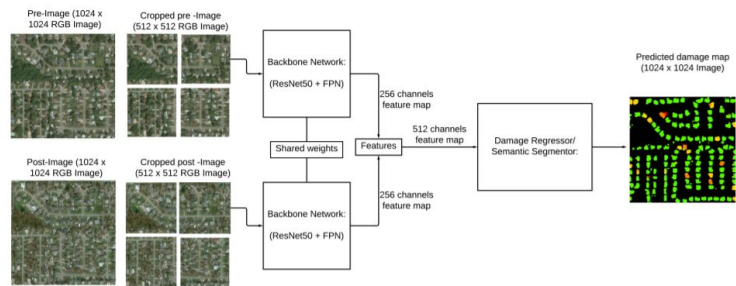 Pre-Image (1024 x
1024 RGB Image)
Cropped pre -Image
(512 x 512 RGB Image)
Backbone Network:
(ResNet50 + FPN)
256 channels
feature map
Shared weights
Features
512 channels
feature map
Damage Regressor/
Semantic Segmentor:
Predicted damage map
(1024 x 1024 Image)
Post-Image (1024 x
1024 RGB Image)
Cropped post -Image
(512 x 512 RGB Image)
Backbone Network:
(ResNet50 + FPN)
256 channels
feature map